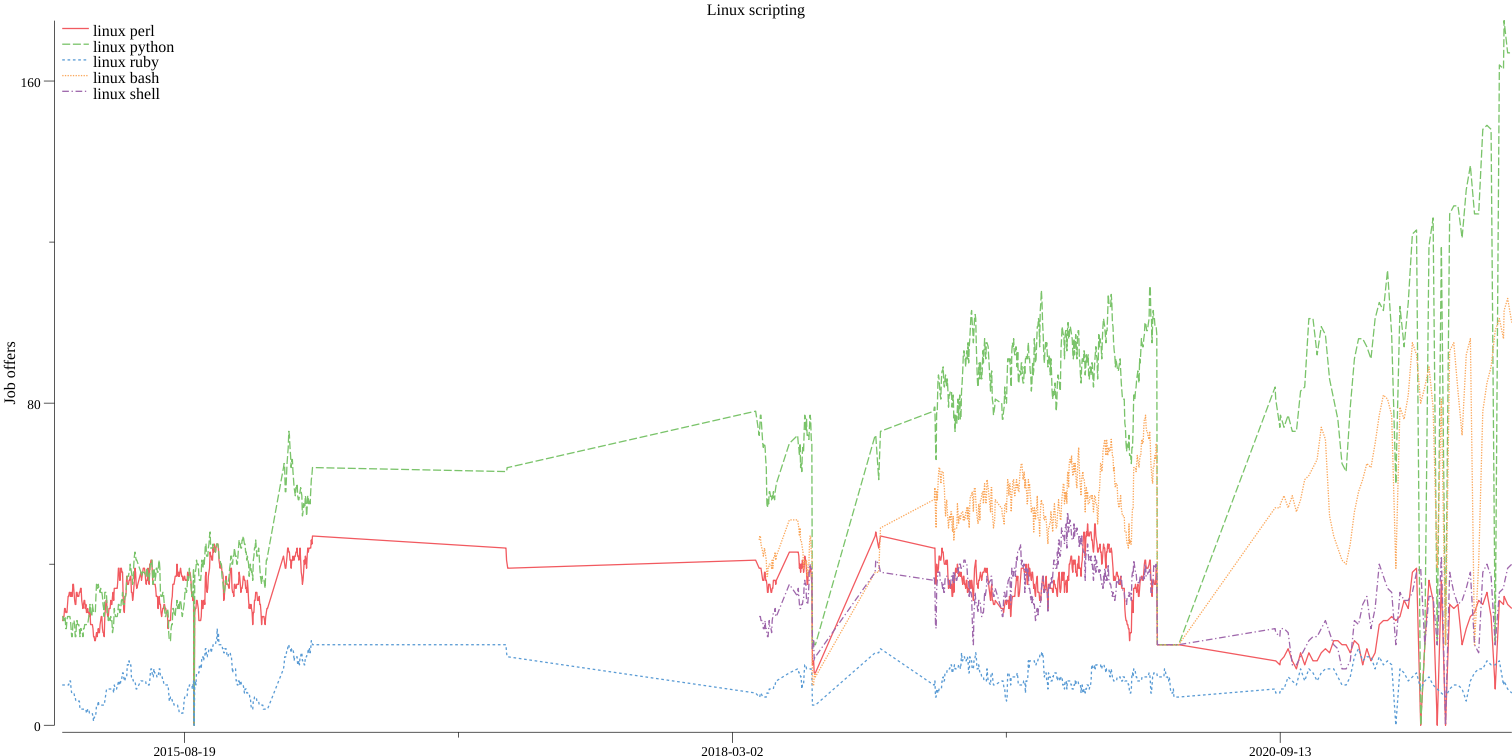 Linux scripting
linux perl
linux python
linux ruby
linux bash
linux shell
160
80
0
Job offers
2015-08-19
2018-03-02
2020-09-13